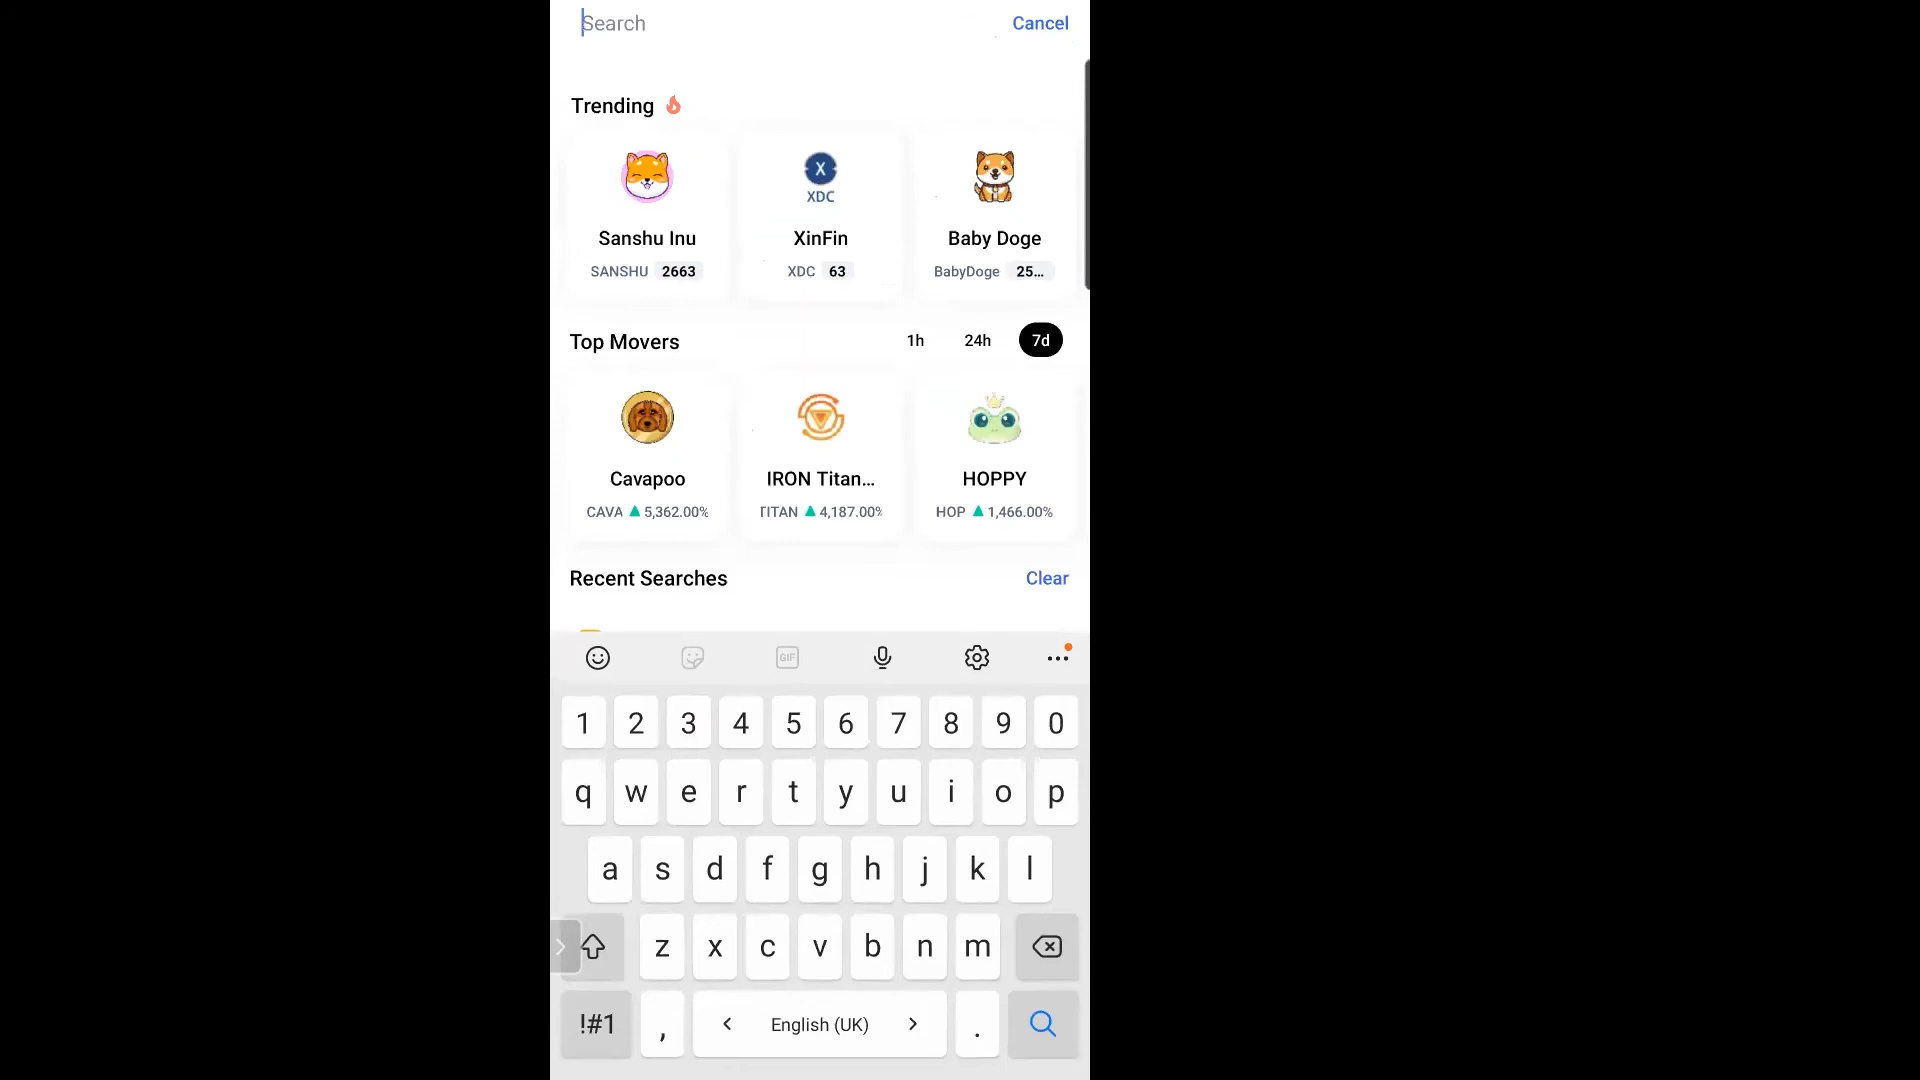 Search Cancel
Trending
X
XDC
Sanshu Inu XinFin Baby Doge
SANSHU 2663 XDC 63 BabyDoge 25...
Top Movers 1h 24h 7d
Cavapoo IRON Titan... HOPPY
CAVA ▲ 5,362.00% TITAN ▲ 4,187.00% HOP ▲ 1,466.00%
Recent Searches Clear
GIF
1 2 3 4 5 6 7 8 9 0
q w e r t y u i o p
a s d f g h j k l
z x c v b n m
!#1 , < English (UK) > .